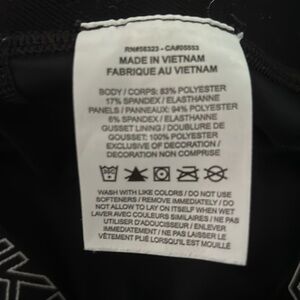 RN#56323 - CA#05553
MADE IN VIETNAM
FABRIQUE AU VIETNAM
BODY / CORPS: 83% POLYESTER
17% SPANDEX / ELASTHANNE
PANELS / PANNEAUX: 94% POLYESTER
6% SPANDEX / ELASTHANNE
GUSSET LINING / DOUBLURE DE
GOUSSET: 100% POLYESTER
EXCLUSIVE OF DECORATION /
DECORATION NON COMPRISE
WASH WITH LIKE COLORS / DO NOT USE
SOFTENERS / REMOVE IMMEDIATELY / DO NOT
ALLOW TO LAY ON ITSELF WHEN WET
LAVER AVEC COULEURS SIMILAIRES / NE PAS
UTILISER D'ADOUCISSEUR / ENLEVER
IMMÉDIATEMENT / NE PAS LAISSER LE
VÊTEMENT PLIÉ LORSQU'IL EST MOUILLÉ